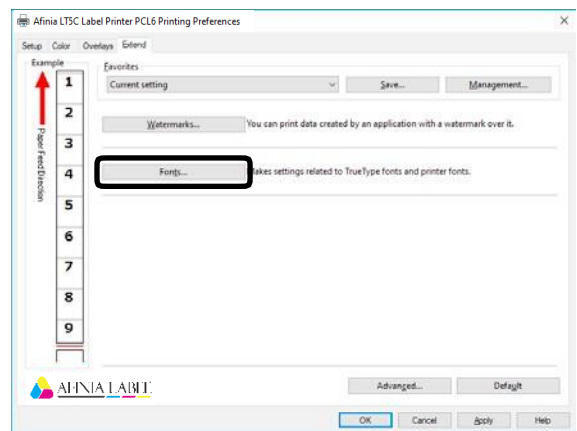 Afinia LT5C Label Printer PCL6 Printing Preferences
Setup Color Overlays Extend
Example
Paper Feed Direction
1
2
3
4
5
6
7
8
9
Favorites
Current setting
Save...
Management...
Watermarks...
You can print data created by an application with a watermark over it.
Fonts...
Makes settings related to TrueType fonts and printer fonts.
AFINIA LABEL
Advanced...
Default
OK Cancel Apply Help